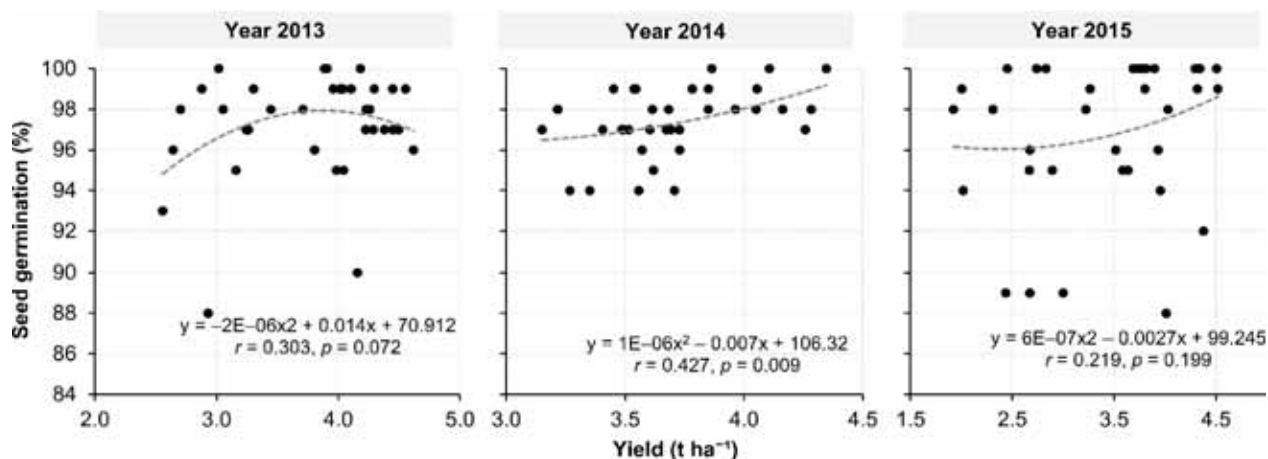 Year 2013
Year 2014
Year 2015
Seed germination (%)
100
98
96
94
92
90
88
86
84
y = −2E−06x2 + 0.014x + 70.912
r = 0.303, p = 0.072
y = 1E−06x² − 0.007x + 106.32
r = 0.427, p = 0.009
y = 6E−07x2 − 0.0027x + 99.245
r = 0.219, p = 0.199
2.0 3.0 4.0 5.0
3.0 3.5 4.0 4.5
1.5 2.5 3.5 4.5
Yield (t ha⁻¹)